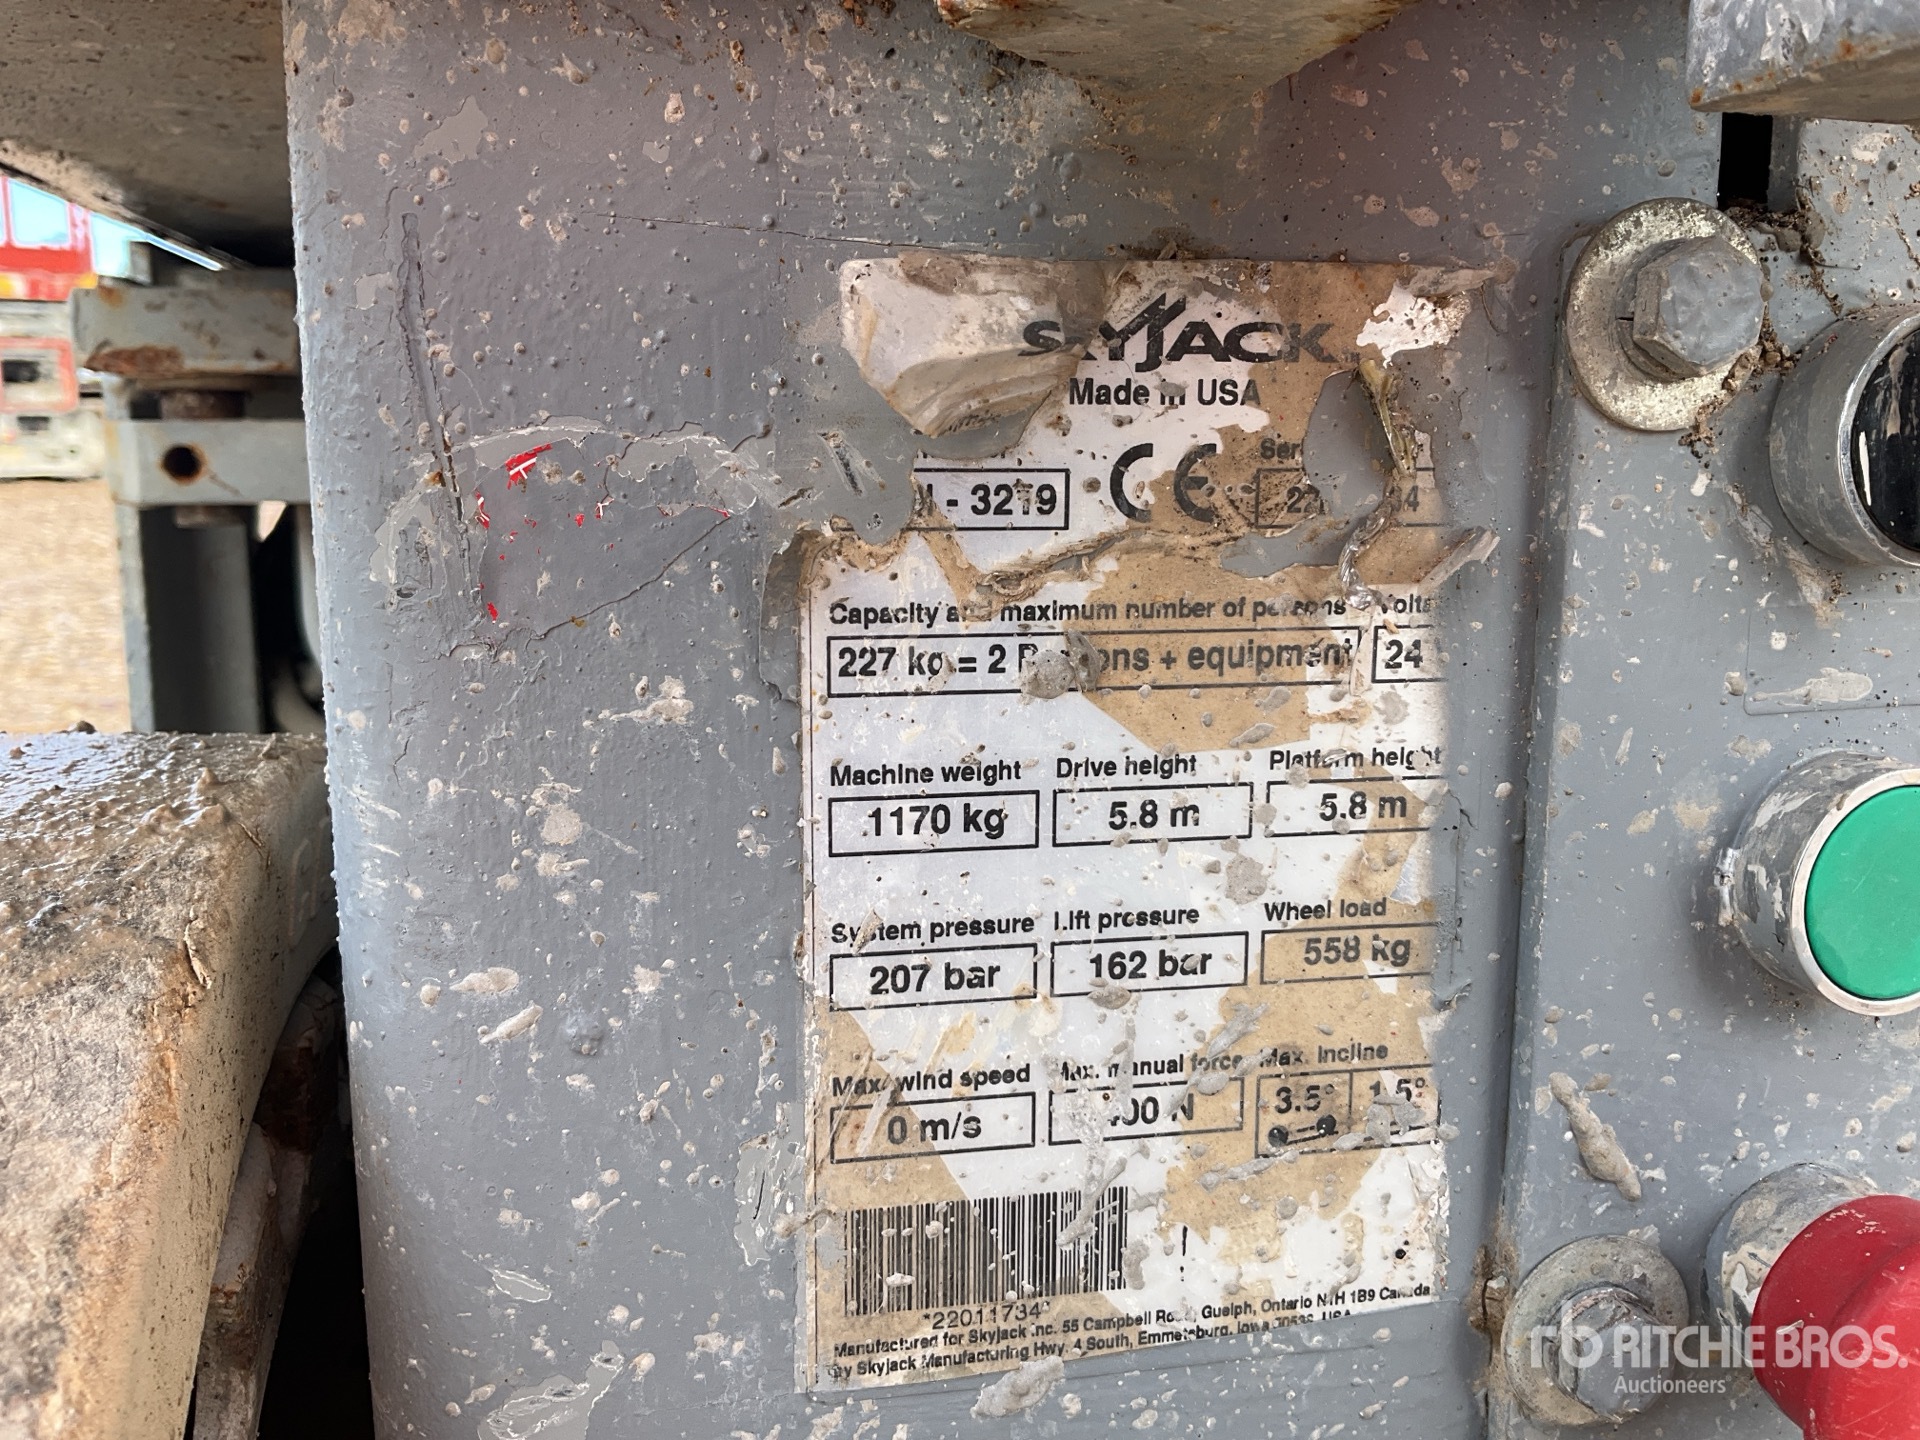 SKYJACK
Made in USA
- 3219
CE
Capacity and maximum number of persons
227 kg = 2 Persons + equipment
24
Machine weight Drive height Platform height
1170 kg 5.8 m 5.8 m
System pressure Lift pressure Wheel load
207 bar 162 bar 558 kg
Max. wind speed Max. manual force Max. incline
0 m/s N 3.5° 1.5°
*22011734*
Manufactured for Skyjack Inc. 55 Campbell Road, Guelph, Ontario N1H 1B9 Canada
by Skyjack Manufacturing Hwy. 4 South, Emmetsburg, Iowa USA
rb RITCHIE BROS.
Auctioneers